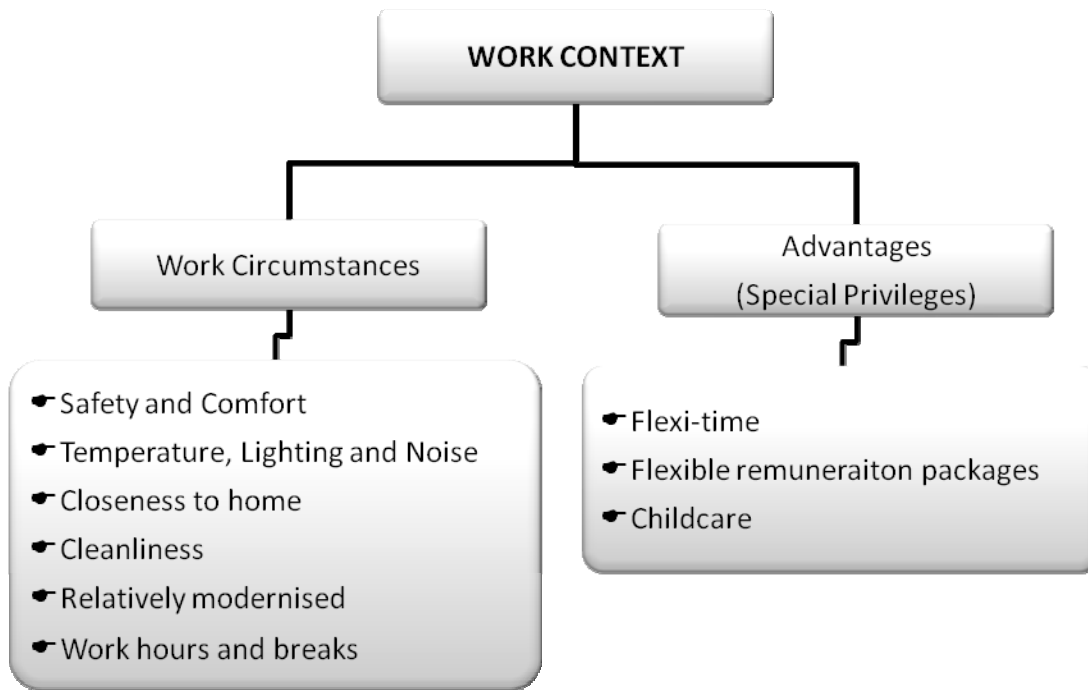 WORK CONTEXT
Work Circumstances
Safety and Comfort
Temperature, Lighting and Noise
Closeness to home
Cleanliness
Relatively modernised
Work hours and breaks
Advantages
(Special Privileges)
Flexi-time
Flexible remuneraiton packages
Childcare